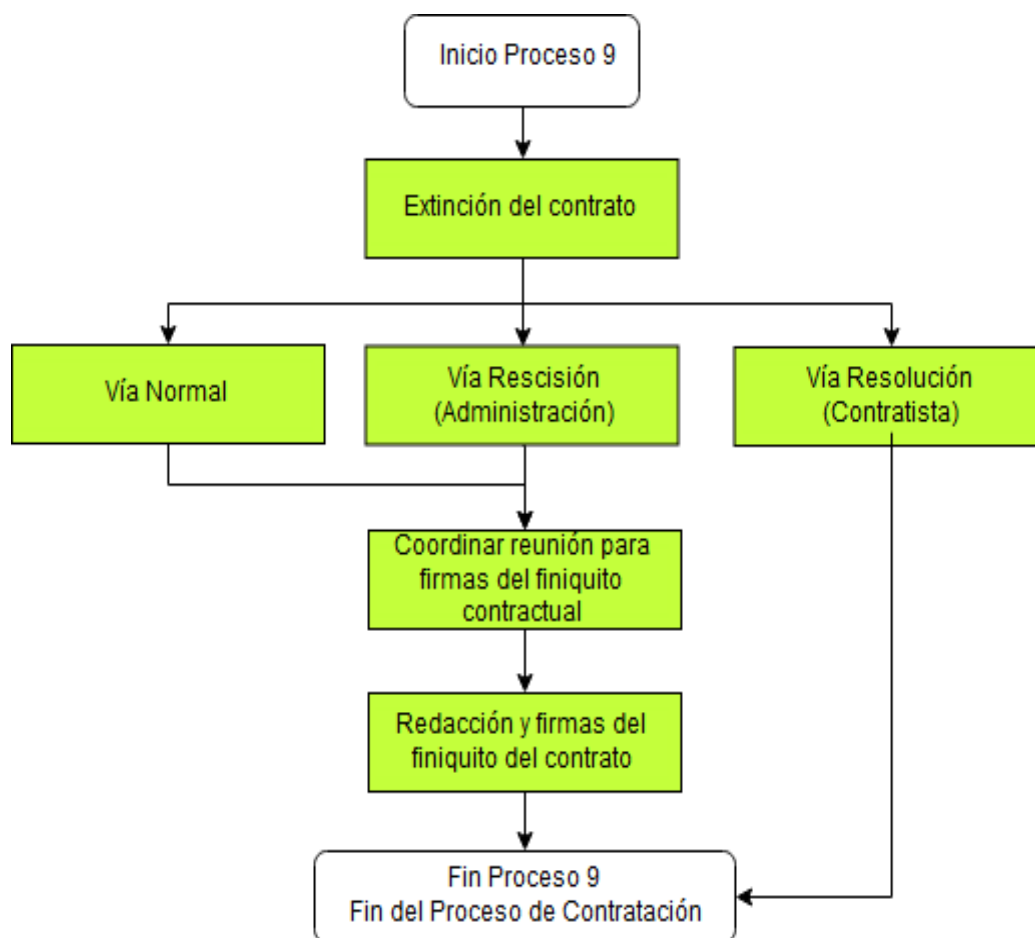 Inicio Proceso 9
Extinción del contrato
Vía Normal
Vía Rescisión
(Administración)
Vía Resolución
(Contratista)
Coordinar reunión para
firmas del finiquito
contractual
Redacción y firmas del
finiquito del contrato
Fin Proceso 9
Fin del Proceso de Contratación